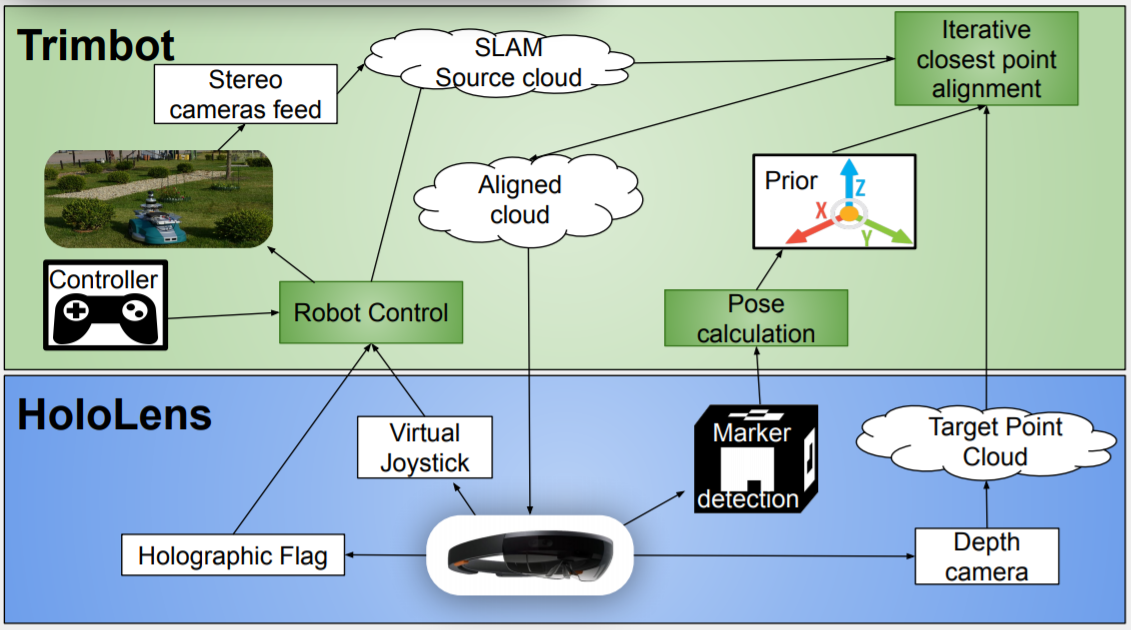 Trimbot
Stereo
cameras feed
SLAM
Source cloud
Iterative
closest point
alignment
Aligned
cloud
Prior
Z
X
Y
Controller
Robot Control
Pose
calculation
HoloLens
Virtual
Joystick
Marker
detection
Target Point
Cloud
Holographic Flag
Depth
camera